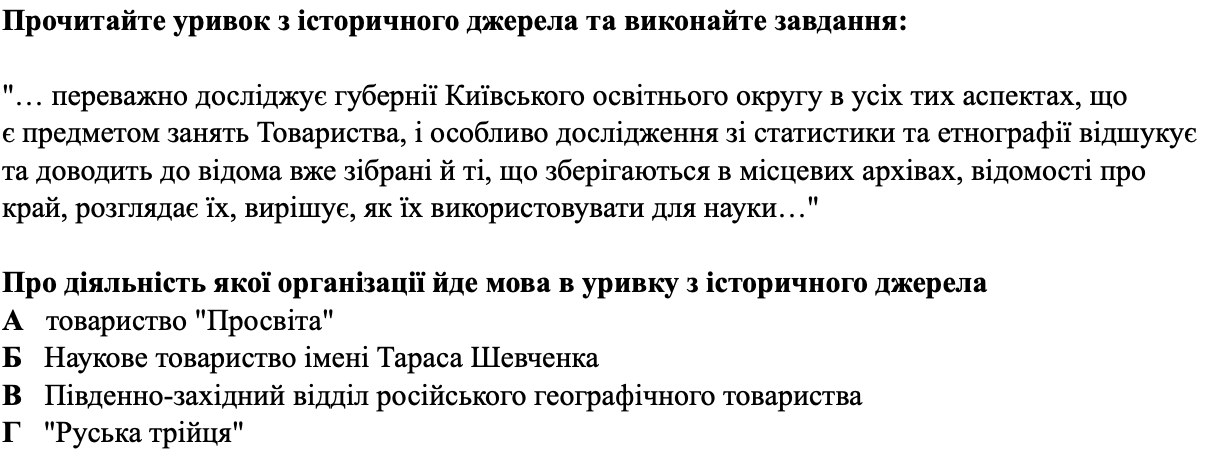 Прочитайте уривок з історичного джерела та виконайте завдання:
"… переважно досліджує губернії Київського освітнього округу в усіх тих аспектах, що
є предметом занять Товариства, і особливо дослідження зі статистики та етнографії відшукує
та доводить до відома вже зібрані й ті, що зберігаються в місцевих архівах, відомості про
край, розглядає їх, вирішує, як їх використовувати для науки…"
Про діяльність якої організації йде мова в уривку з історичного джерела
А товариство "Просвіта"
Б Наукове товариство імені Тараса Шевченка
В Південно-західний відділ російського географічного товариства
Г "Руська трійця"